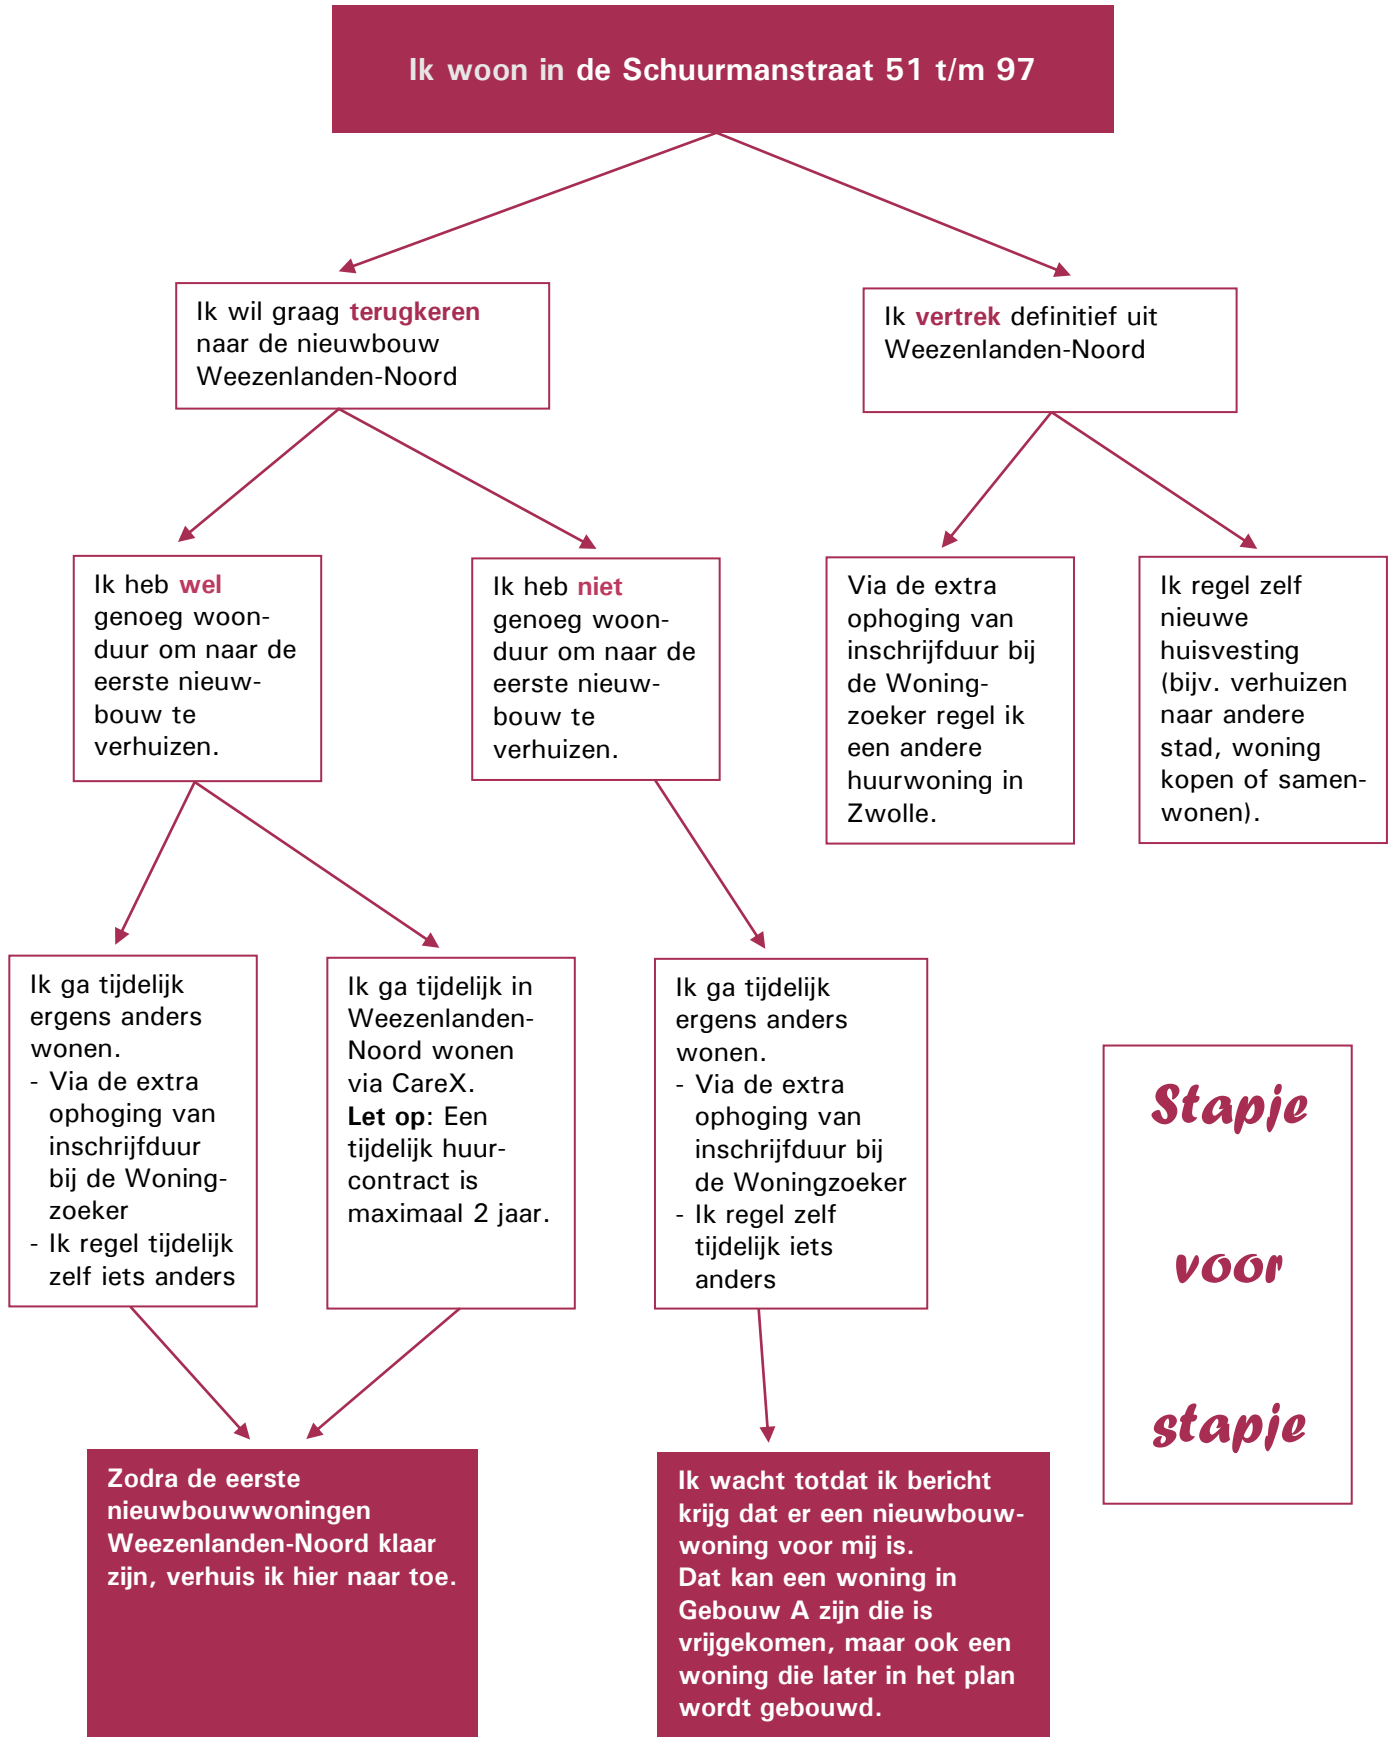 Ik woon in de Schuurmanstraat 51 t/m 97
Ik wil graag terugkeren
naar de nieuwbouw
Weezenlanden-Noord
Ik vertrek definitief uit
Weezenlanden-Noord
Ik heb wel
genoeg woon-
duur om naar de
eerste nieuw-
bouw te
verhuizen.
Ik heb niet
genoeg woon-
duur om naar de
eerste nieuw-
bouw te
verhuizen.
Via de extra
ophoging van
inschrijfduur bij
de Woning-
zoeker regel ik
een andere
huurwoning in
Zwolle.
Ik regel zelf
nieuwe
huisvesting
(bijv. verhuizen
naar andere
stad, woning
kopen of samen-
wonen).
Ik ga tijdelijk
ergens anders
wonen.
- Via de extra
ophoging van
inschrijfduur
bij de Woning-
zoeker
- Ik regel tijdelijk
zelf iets anders
Ik ga tijdelijk in
Weezenlanden-
Noord wonen
via CareX.
Let op: Een
tijdelijk huur-
contract is
maximaal 2 jaar.
Ik ga tijdelijk
ergens anders
wonen.
- Via de extra
ophoging van
inschrijfduur bij
de Woningzoeker
- Ik regel zelf
tijdelijk iets
anders
Stapje
voor
stapje
Zodra de eerste
nieuwbouwwoningen
Weezenlanden-Noord klaar
zijn, verhuis ik hier naar toe.
Ik wacht totdat ik bericht
krijg dat er een nieuwbouw-
woning voor mij is.
Dat kan een woning in
Gebouw A zijn die is
vrijgekomen, maar ook een
woning die later in het plan
wordt gebouwd.